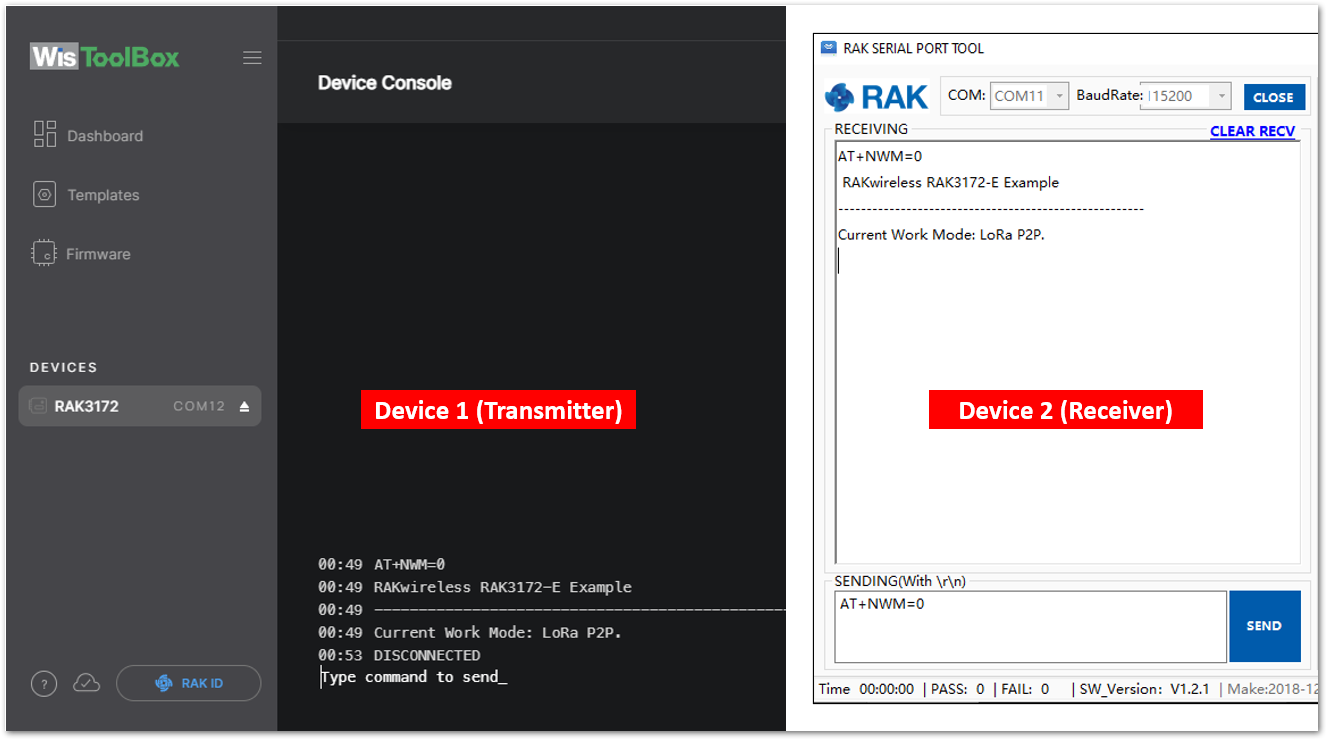 WisToolBox
Dashboard
Templates
Firmware
DEVICES
RAK3172 COM12
? RAK ID
Device Console
Device 1 (Transmitter)
00:49 AT+NWM=0
00:49 RAKwireless RAK3172-E Example
00:49 ------------------------------------------------
00:49 Current Work Mode: LoRa P2P.
00:53 DISCONNECTED
Type command to send_
RAK SERIAL PORT TOOL
RAK COM: COM11 BaudRate: 115200 CLOSE
RECEIVING CLEAR RECV
AT+NWM=0
RAKwireless RAK3172-E Example
------------------------------------------------------
Current Work Mode: LoRa P2P.
Device 2 (Receiver)
SENDING(With \r\n)
AT+NWM=0
SEND
Time 00:00:00 | PASS: 0 | FAIL: 0 | SW_Version: V1.2.1 | Make:2018-12